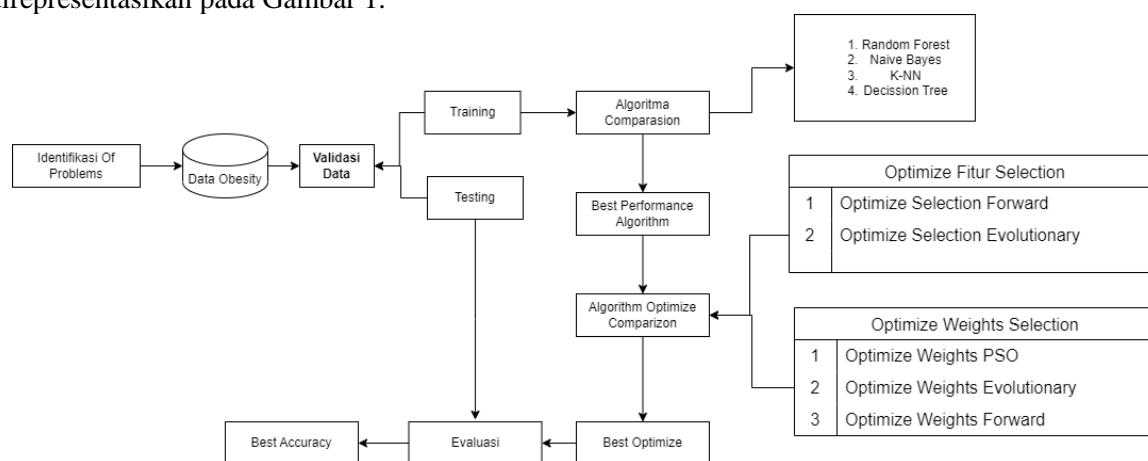 direpresentasikan pada Gambar 1.
1. Random Forest
2. Naive Bayes
3. K-NN
4. Decission Tree
Training
Algoritma
Comparasion
Identifikasi Of
Problems
Data Obesity
Validasi
Data
Testing
Best Performance
Algorithm
Optimize Fitur Selection
1 Optimize Selection Forward
2 Optimize Selection Evolutionary
Algorithm Optimize
Comparizon
Optimize Weights Selection
1 Optimize Weights PSO
2 Optimize Weights Evolutionary
3 Optimize Weights Forward
Best Accuracy
Evaluasi
Best Optimize